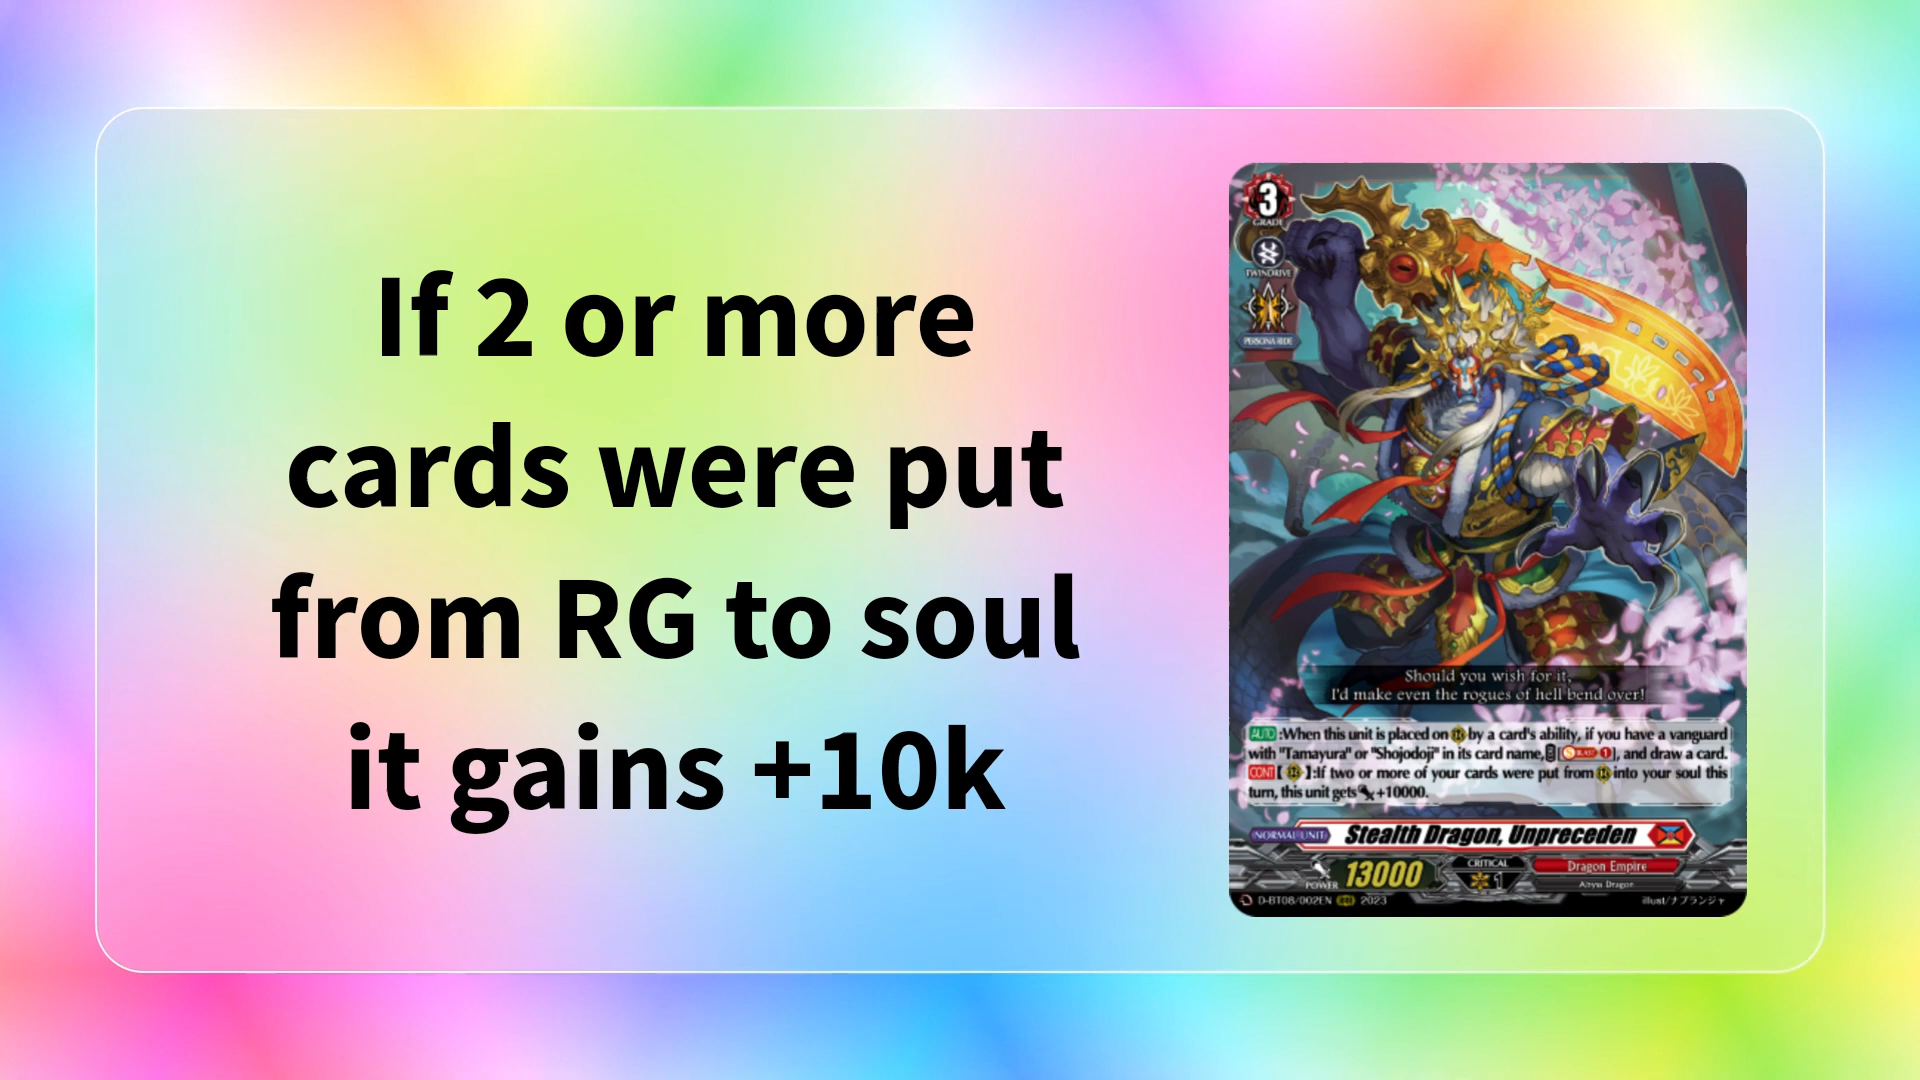 If 2 or more
cards were put
from RG to soul
it gains +10k
3
GRADE
TWINDRIVE
PERSONA RIDE
Should you wish for it,
I'd make even the rogues of hell bend over!
AUTO :When this unit is placed on by a card's ability, if you have a vanguard
with "Tamayura" or "Shojodoji" in its card name, [ BLAST 1], and draw a card.
CONT【 】:If two or more of your cards were put from into your soul this
turn, this unit gets +10000.
NORMAL UNIT Stealth Dragon, Unpreceden
POWER 13000 CRITICAL 1 Dragon Empire
Abyss Dragon
D-BT08/002EN RRR 2023 illust/ナブランジャ